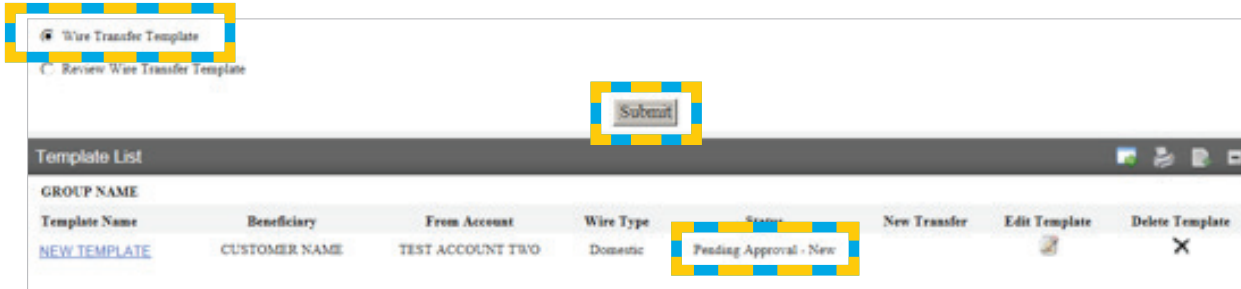 Wire Transfer Template
Review Wire Transfer Template
Submit
Template List
GROUP NAME
Template Name Beneficiary From Account Wire Type Status New Transfer Edit Template Delete Template
NEW TEMPLATE CUSTOMER NAME TEST ACCOUNT TWO Domestic Pending Approval - New